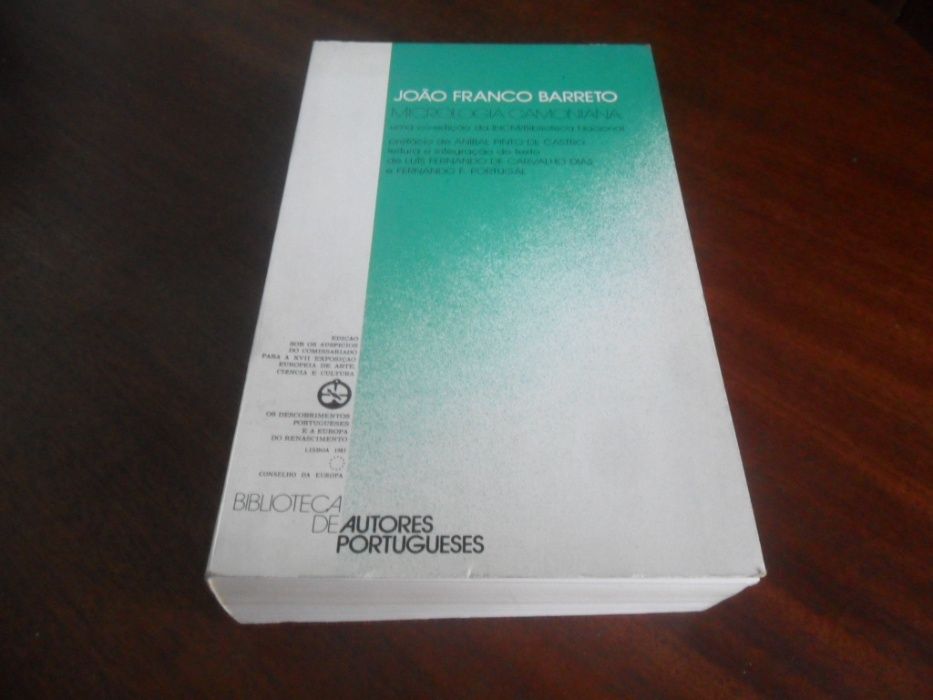 JOÃO FRANCO BARRETO
MICROLOGIA CAMONIANA
uma co-edição da INCM/Biblioteca Nacional
prefácio de ANÍBAL PINTO DE CASTRO
leitura e integração do texto
de LUÍS FERNANDO DE CARVALHO DIAS
e FERNANDO F. PORTUGAL
EDIÇÃO
SOB OS AUSPÍCIOS
DO COMISSARIADO
PARA A XVII EXPOSIÇÃO
EUROPEIA DE ARTE,
CIÊNCIA E CULTURA
OS DESCOBRIMENTOS
PORTUGUESES
E A EUROPA
DO RENASCIMENTO
LISBOA 1983
CONSELHO DA EUROPA
BIBLIOTECA
DE AUTORES
PORTUGUESES